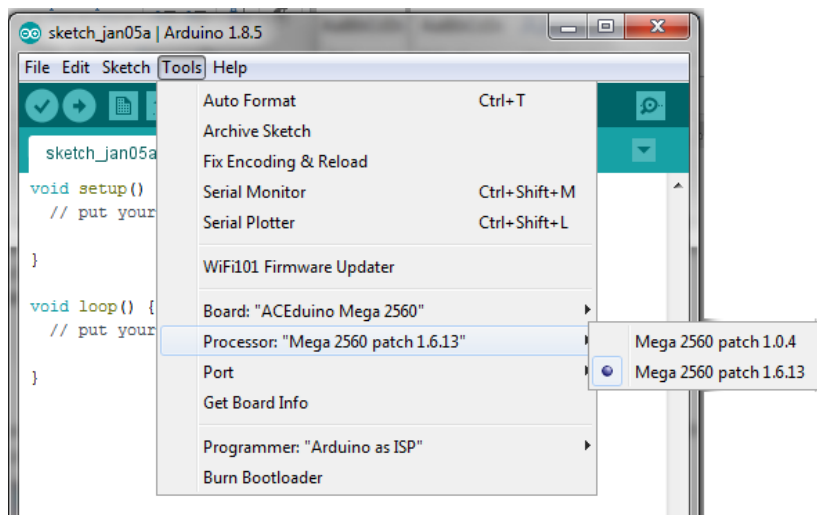 sketch_jan05a | Arduino 1.8.5
File Edit Sketch Tools Help
sketch_jan05a
void setup()
// put your
}
void loop() {
// put your
}
Auto Format Ctrl+T
Archive Sketch
Fix Encoding & Reload
Serial Monitor Ctrl+Shift+M
Serial Plotter Ctrl+Shift+L
WiFi101 Firmware Updater
Board: "ACEduino Mega 2560"
Processor: "Mega 2560 patch 1.6.13"
Port
Get Board Info
Programmer: "Arduino as ISP"
Burn Bootloader
Mega 2560 patch 1.0.4
Mega 2560 patch 1.6.13